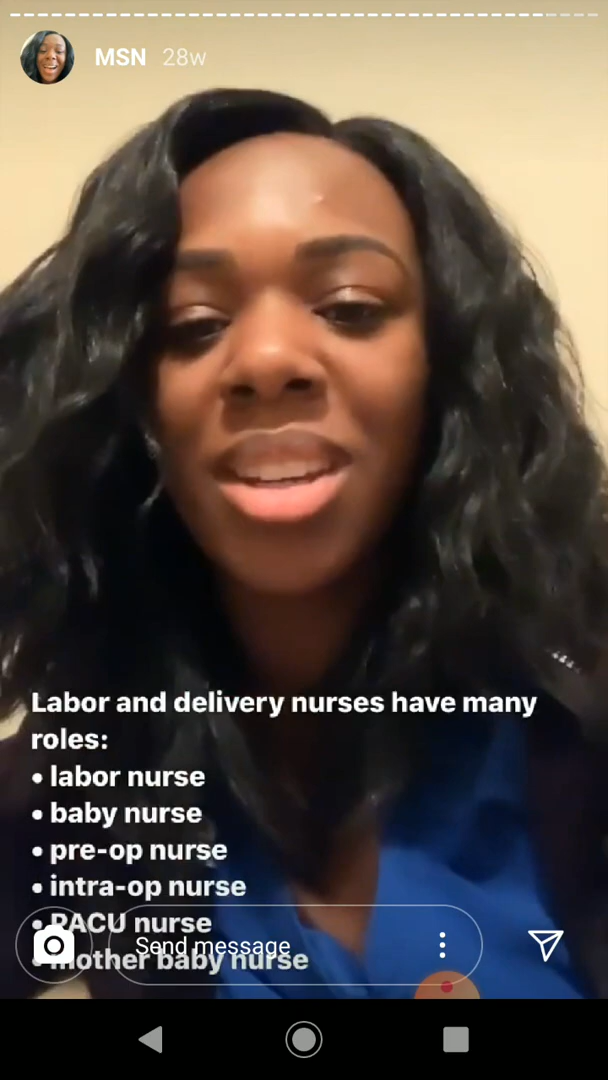 MSN 28w
Labor and delivery nurses have many
roles:
• labor nurse
• baby nurse
• pre-op nurse
• intra-op nurse
• PACU nurse
Send message
• mother baby nurse